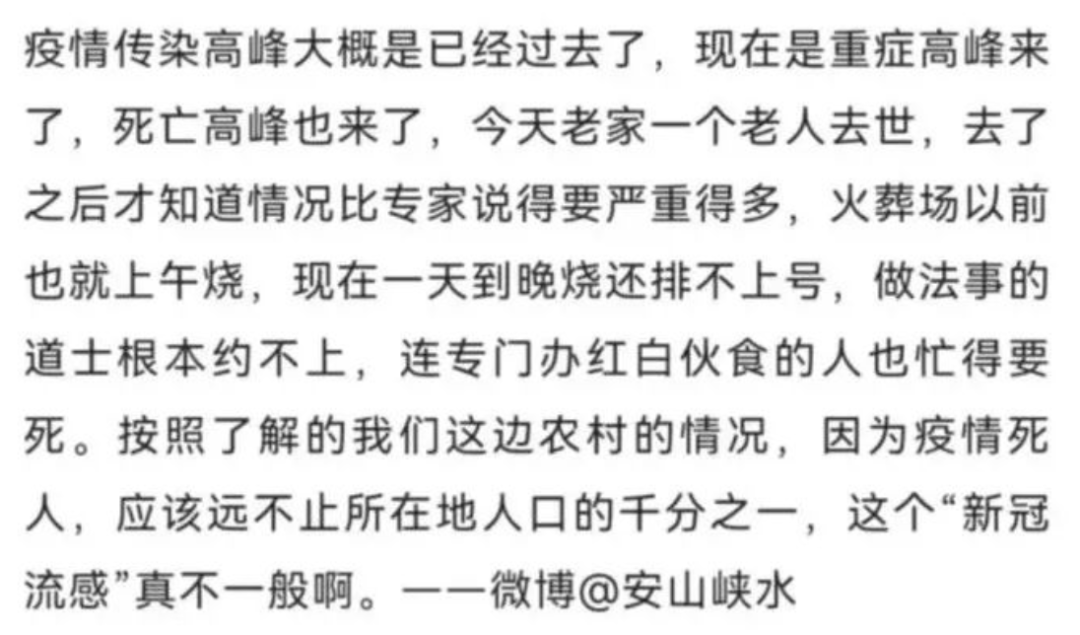 疫情传染高峰大概是已经过去了，现在是重症高峰来
了，死亡高峰也来了，今天老家一个老人去世，去了
之后才知道情况比专家说得要严重得多，火葬场以前
也就上午烧，现在一天到晚烧还排不上号，做法事的
道士根本约不上，连专门办红白伙食的人也忙得要
死。按照了解的我们这边农村的情况，因为疫情死
人，应该远不止所在地人口的千分之一，这个“新冠
流感”真不一般啊。——微博@安山峡水